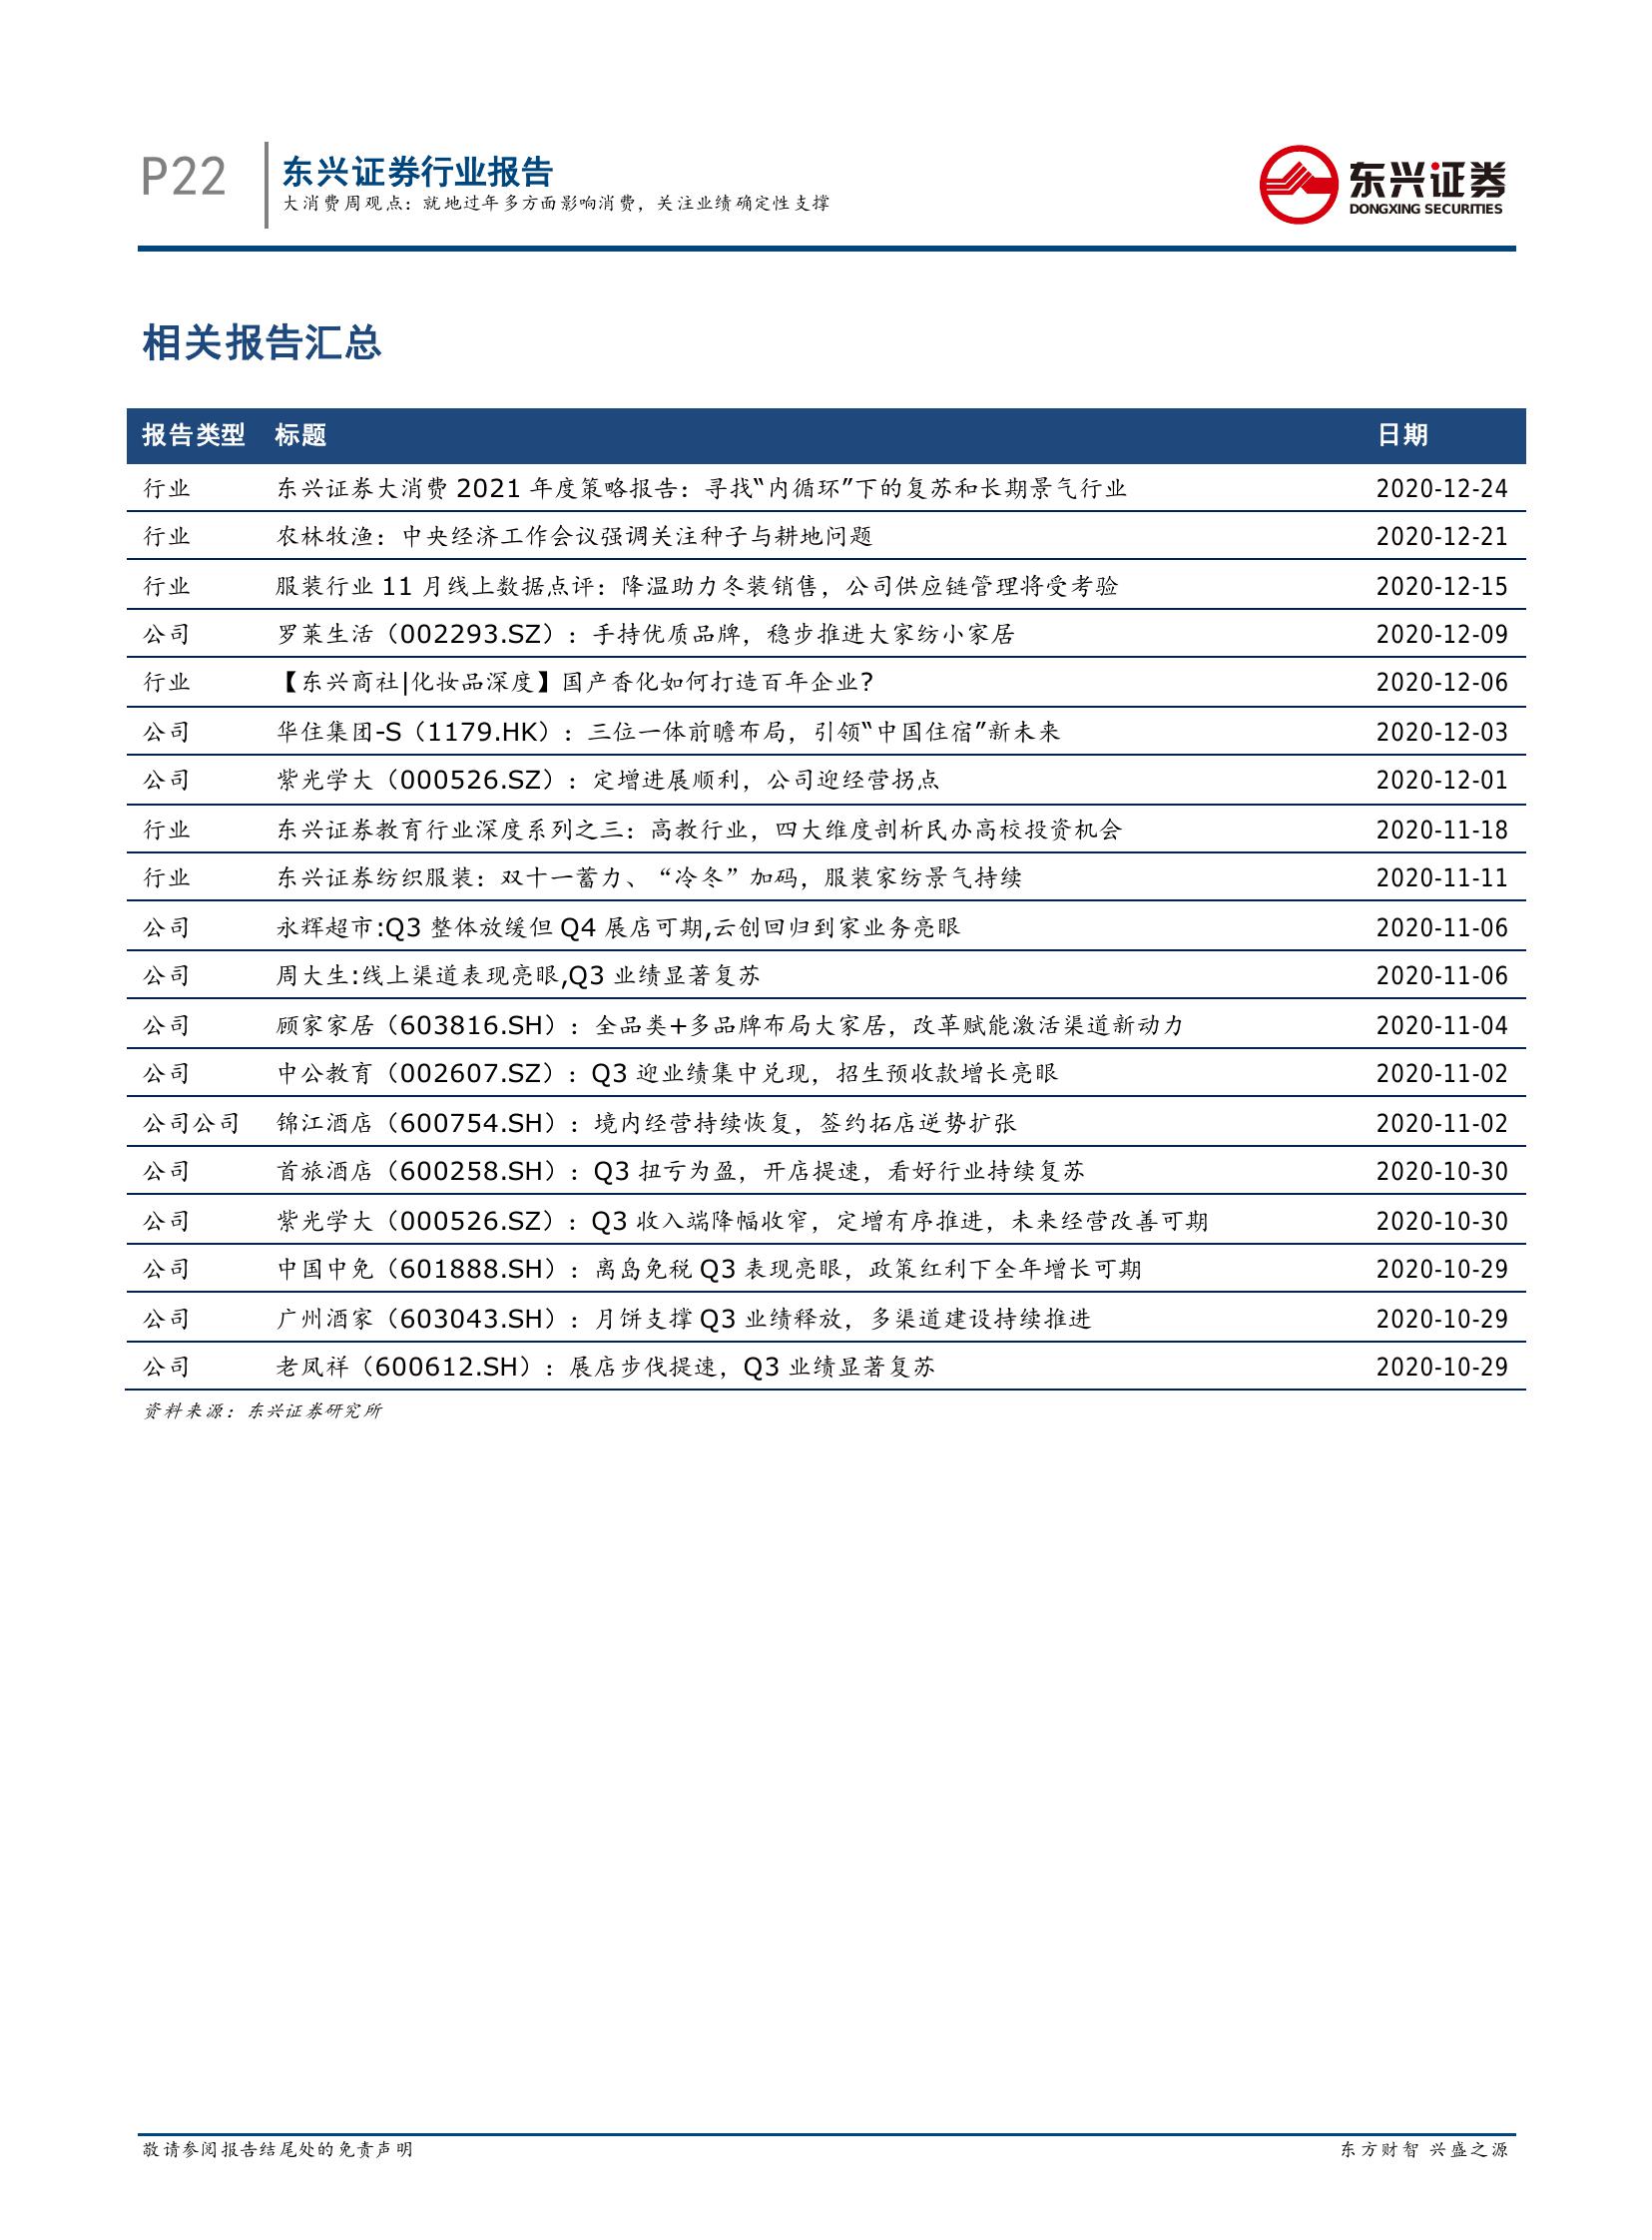 P22
东兴证券行业报告
大消费周观点：就地过年多方面影响消费，关注业绩确定性支撑
东兴证券
DONGXING SECURITIES
相关报告汇总
报告类型 标题 日期
行业 东兴证券大消费 2021 年度策略报告：寻找“内循环”下的复苏和长期景气行业 2020-12-24
行业 农林牧渔：中央经济工作会议强调关注种子与耕地问题 2020-12-21
行业 服装行业 11 月线上数据点评：降温助力冬装销售，公司供应链管理将受考验 2020-12-15
公司 罗莱生活（002293.SZ）：手持优质品牌，稳步推进大家纺小家居 2020-12-09
行业 【东兴商社|化妆品深度】国产香化如何打造百年企业? 2020-12-06
公司 华住集团-S（1179.HK）：三位一体前瞻布局，引领“中国住宿”新未来 2020-12-03
公司 紫光学大（000526.SZ）：定增进展顺利，公司迎经营拐点 2020-12-01
行业 东兴证券教育行业深度系列之三：高教行业，四大维度剖析民办高校投资机会 2020-11-18
行业 东兴证券纺织服装：双十一蓄力、“冷冬”加码，服装家纺景气持续 2020-11-11
公司 永辉超市:Q3 整体放缓但 Q4 展店可期,云创回归到家业务亮眼 2020-11-06
公司 周大生:线上渠道表现亮眼,Q3 业绩显著复苏 2020-11-06
公司 顾家家居（603816.SH）：全品类+多品牌布局大家居，改革赋能激活渠道新动力 2020-11-04
公司 中公教育（002607.SZ）：Q3 迎业绩集中兑现，招生预收款增长亮眼 2020-11-02
公司公司 锦江酒店（600754.SH）：境内经营持续恢复，签约拓店逆势扩张 2020-11-02
公司 首旅酒店（600258.SH）：Q3 扭亏为盈，开店提速，看好行业持续复苏 2020-10-30
公司 紫光学大（000526.SZ）：Q3 收入端降幅收窄，定增有序推进，未来经营改善可期 2020-10-30
公司 中国中免（601888.SH）：离岛免税 Q3 表现亮眼，政策红利下全年增长可期 2020-10-29
公司 广州酒家（603043.SH）：月饼支撑 Q3 业绩释放，多渠道建设持续推进 2020-10-29
公司 老凤祥（600612.SH）：展店步伐提速，Q3 业绩显著复苏 2020-10-29
资料来源：东兴证券研究所
敬请参阅报告结尾处的免责声明 东方财智 兴盛之源